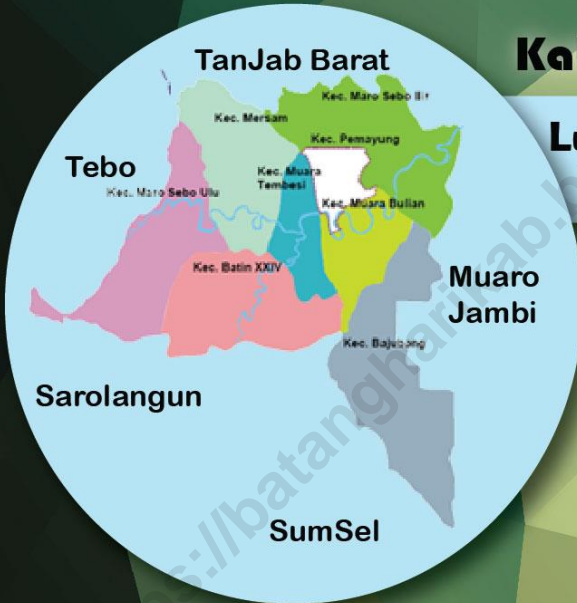 TanJab Barat
Ka
Kec. Maro Sebo Ilir
Kec. Mersam
Kec. Pemayung
Lu
Tebo
Kec. Muara
Tembesi
Kec. Maro Sebo Ulu
Kec. Muara Bulian
Kec. Batin XXIV
Muaro
Jambi
Kec. Bajubang
Sarolangun
SumSel
s://batangharikab.b